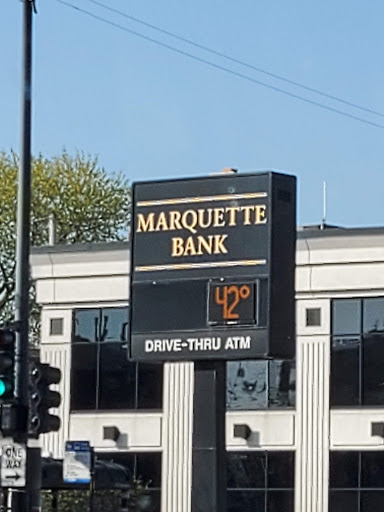 MARQUETTE
BANK
42°
DRIVE-THRU ATM
ONE
WAY